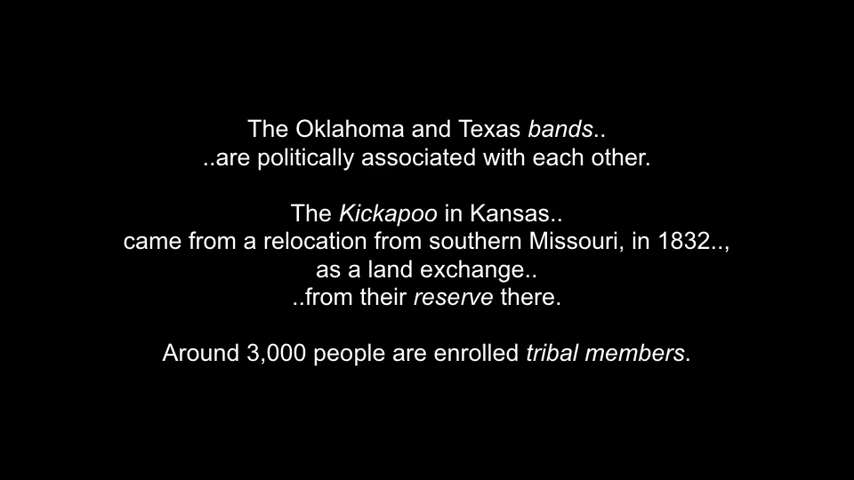 The Oklahoma and Texas bands..
..are politically associated with each other.
The Kickapoo in Kansas..
came from a relocation from southern Missouri, in 1832..,
as a land exchange..
..from their reserve there.
Around 3,000 people are enrolled tribal members.